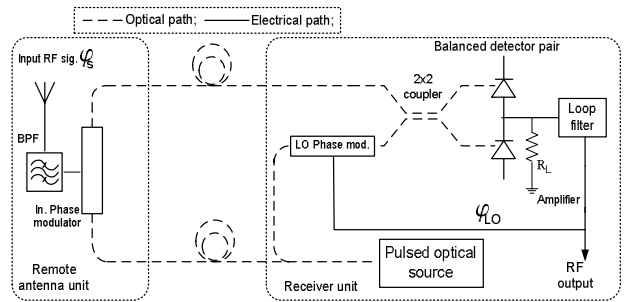 Optical path; Electrical path;
Input RF sig. φs
BPF
In. Phase
modulator
Remote
antenna unit
Balanced detector pair
2x2
coupler
LO Phase mod.
Loop
filter
RL
Amplifier
φLO
Pulsed optical
source
RF
output
Receiver unit